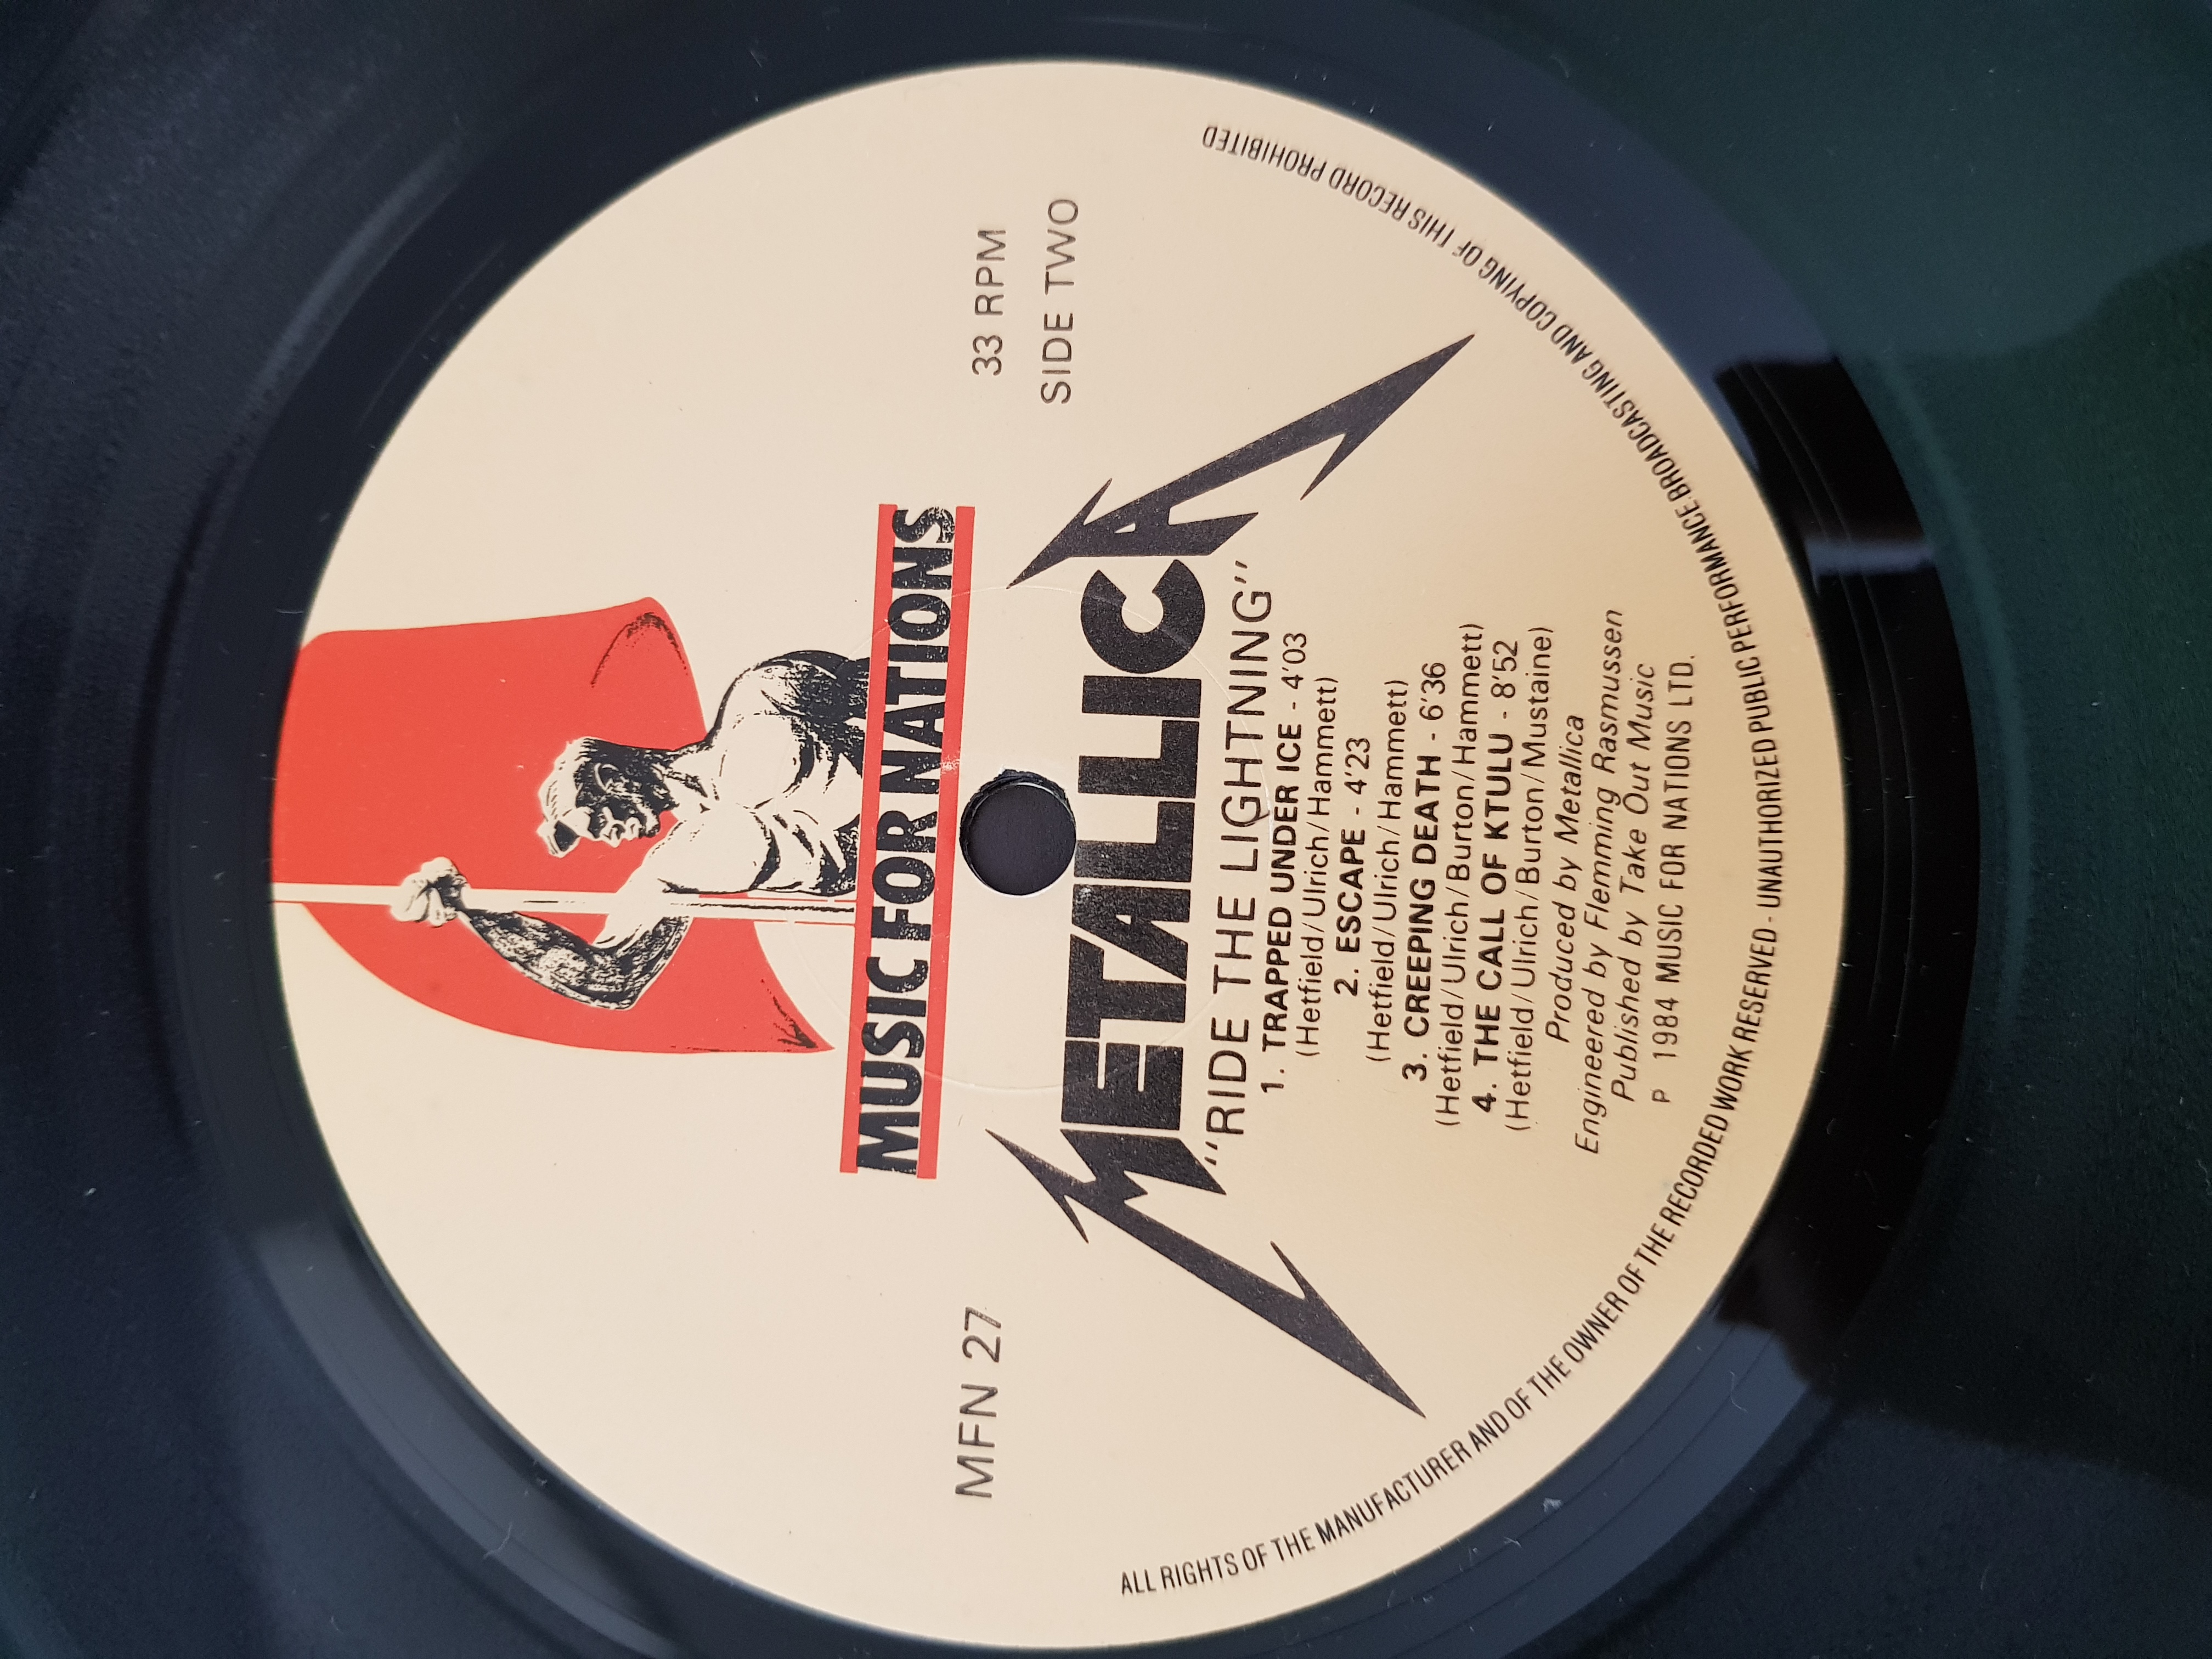 MUSIC FOR NATIONS
MFN 27
33 RPM
SIDE TWO
METALLICA
"RIDE THE LIGHTNING"
1. TRAPPED UNDER ICE - 4'03
(Hetfield/Ulrich/Hammett)
2. ESCAPE - 4'23
(Hetfield/Ulrich/Hammett)
3. CREEPING DEATH - 6'36
(Hetfield/Ulrich/Burton/Hammett)
4. THE CALL OF KTULU - 8'52
(Hetfield/Ulrich/Burton/Mustaine)
Produced by Metallica
Engineered by Flemming Rasmussen
Published by Take Out Music
P 1984 MUSIC FOR NATIONS LTD.
ALL RIGHTS OF THE MANUFACTURER AND OF THE OWNER OF THE RECORDED WORK RESERVED - UNAUTHORIZED PUBLIC PERFORMANCE BROADCASTING AND COPYING OF THIS RECORD PROHIBITED